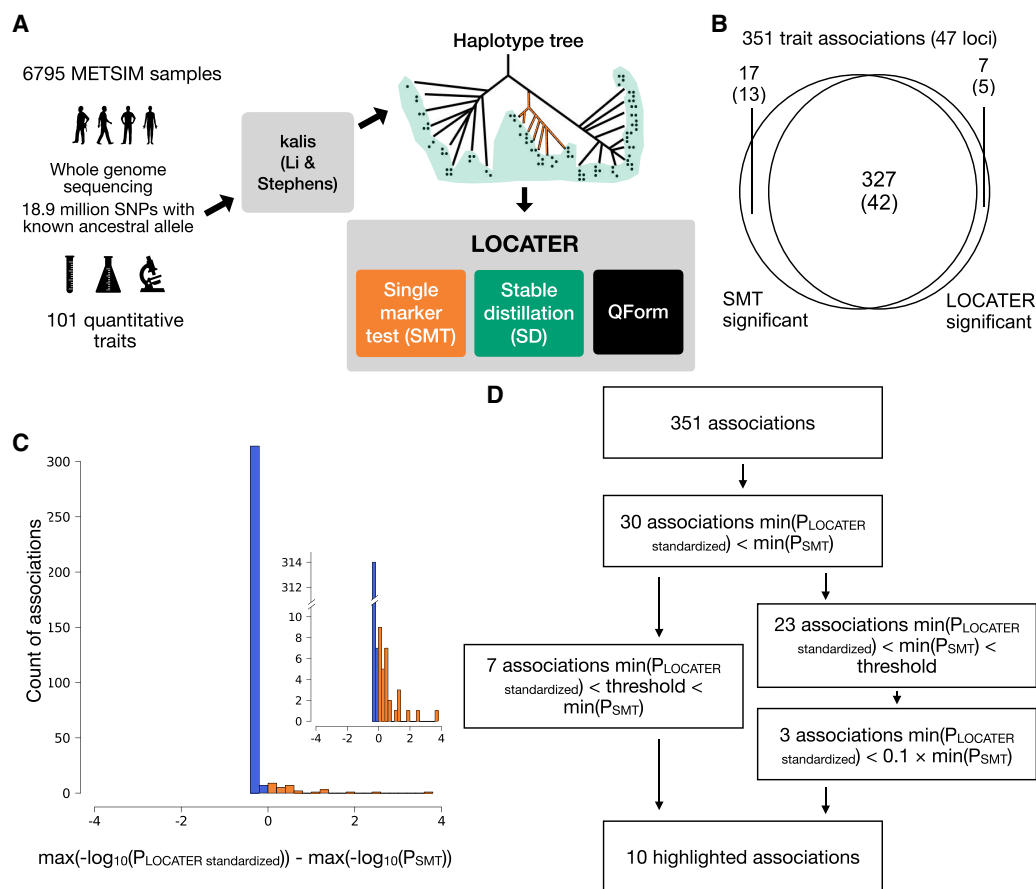 A
6795 METSIM samples
Whole genome
sequencing
18.9 million SNPs with
known ancestral allele
101 quantitative
traits
kalis
(Li &
Stephens)
Haplotype tree
LOCATER
Single
marker
test (SMT)
Stable
distillation
(SD)
QForm
B
351 trait associations (47 loci)
17
(13)
7
(5)
327
(42)
SMT
significant
LOCATER
significant
C
Count of associations
300
200
150
100
50
0
-4
-2
0
2
4
314
312
10
8
6
4
2
0
-4
-2
0
2
4
max(-log10(PLOCATER standardized)) - max(-log10(PSMT))
D
351 associations
30 associations min(PLOCATER
standardized) < min(PSMT)
7 associations min(PLOCATER
standardized) < threshold <
min(PSMT)
23 associations min(PLOCATER
standardized) < min(PSMT) <
threshold
3 associations min(PLOCATER
standardized) < 0.1 × min(PSMT)
10 highlighted associations